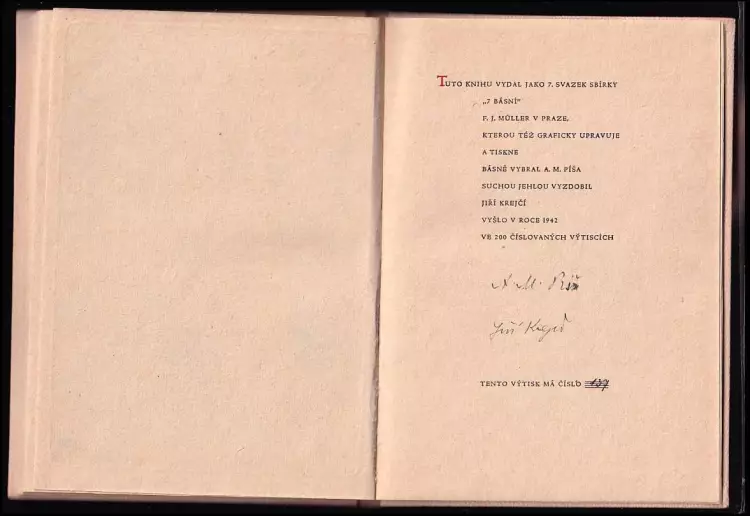 TUTO KNIHU VYDAL JAKO 7. SVAZEK SBÍRKY
„7 BÁSNÍ“
F. J. MÜLLER V PRAZE,
KTEROU TÉŽ GRAFICKY UPRAVUJE
A TISKNE
BÁSNĚ VYBRAL A. M. PÍŠA
SUCHOU JEHLOU VYZDOBIL
JIŘÍ KREJČÍ
VYŠLO V ROCE 1942
VE 200 ČÍSLOVANÝCH VÝTISCÍCH
A. M. Píša
Jiří Krejčí
TENTO VÝTISK MÁ ČÍSLO 137